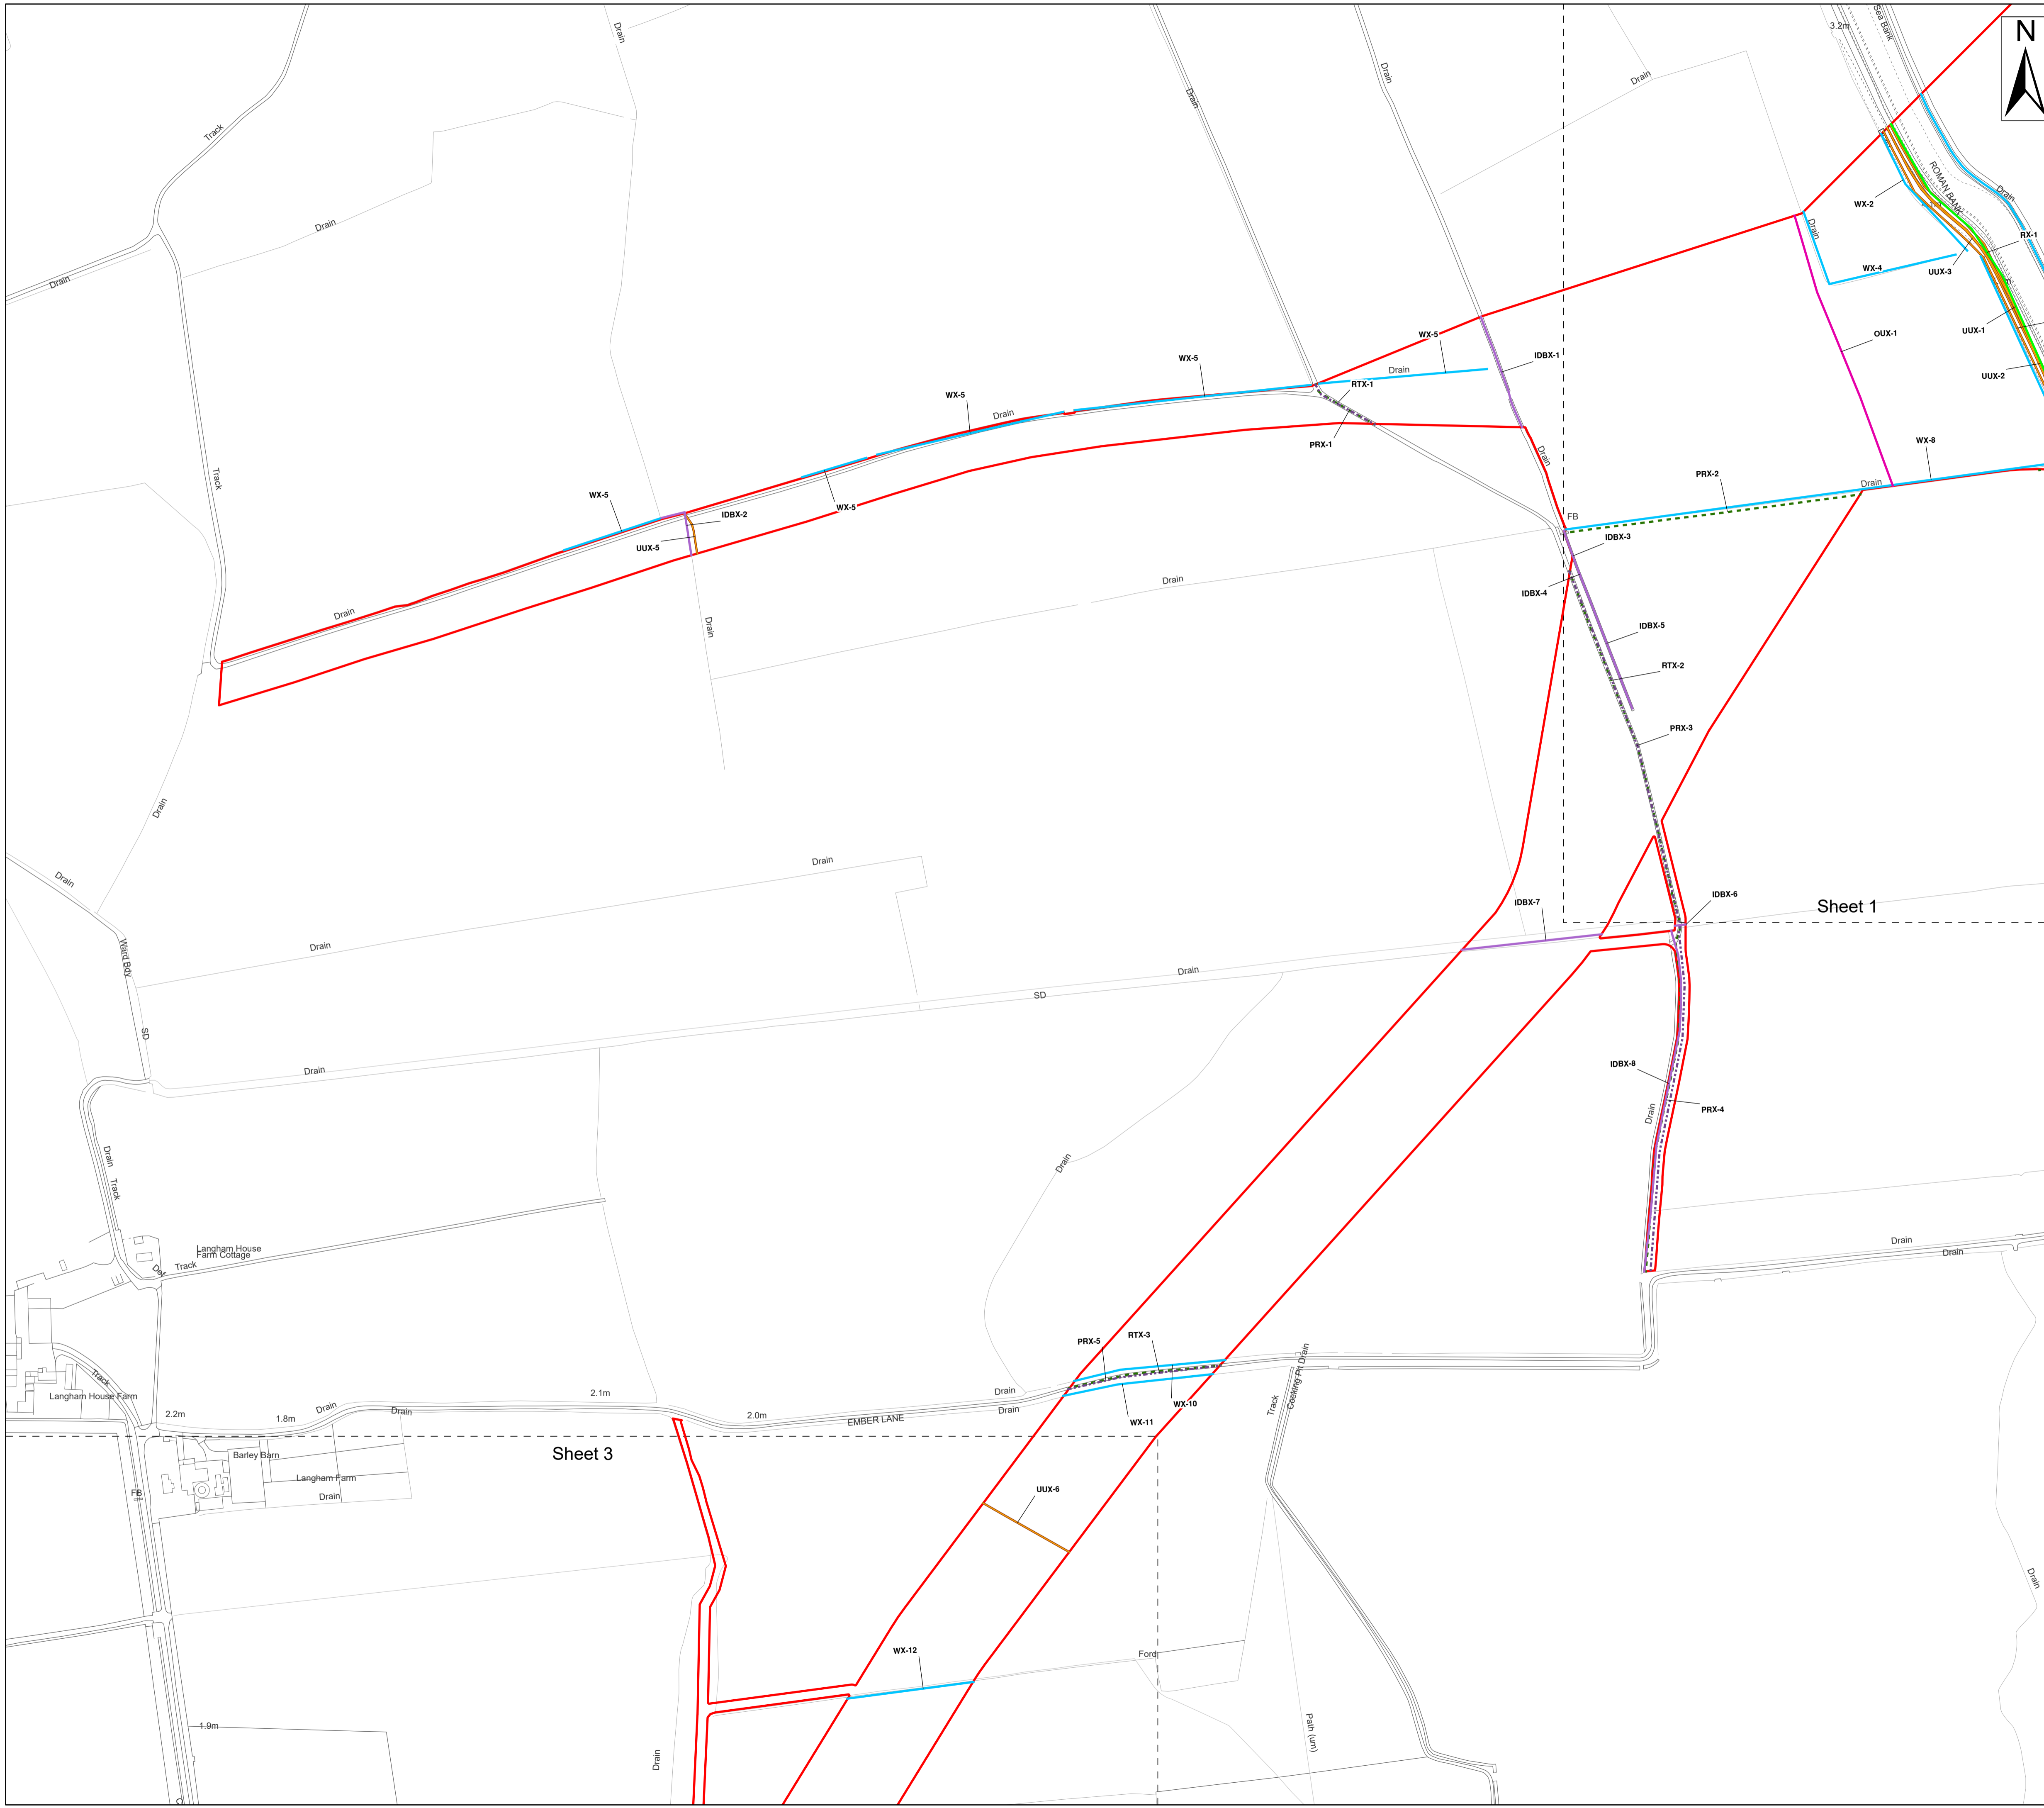 Drain
Drain
Drain
Drain
3.2m
Sea Bank
N
Track
Drain
Drain
Drain
ROMAN BANK
Drain
WX-2
RX-1
WX-4
UUX-3
Drain
UUX-1
OUX-1
UUX-2
WX-5
IDBX-1
WX-5
Drain
RTX-1
WX-5
Drain
PRX-1
Drain
WX-8
PRX-2
Drain
Track
WX-5
WX-5
IDBX-2
UUX-5
FB
IDBX-3
Drain
IDBX-4
Drain
Drain
IDBX-5
RTX-2
PRX-3
Drain
Drain
Drain
IDBX-6
IDBX-7
Sheet 1
Ward Bdy
Drain
Drain
SD
SD
Drain
IDBX-8
PRX-4
Drain
Drain
Drain
Track
Langham House
Farm Cottage
Track
Def
Drain
Drain
PRX-5
RTX-3
Cocking Pit Drain
Track
Track
Langham House Farm
2.1m
Drain
2.2m
1.8m
Drain
Drain
2.0m
EMBER LANE
Drain
WX-10
WX-11
Sheet 3
Barley Barn
Langham Farm
FB
Drain
UUX-6
Drain
WX-12
Ford
Path (um)
1.9m
Drain